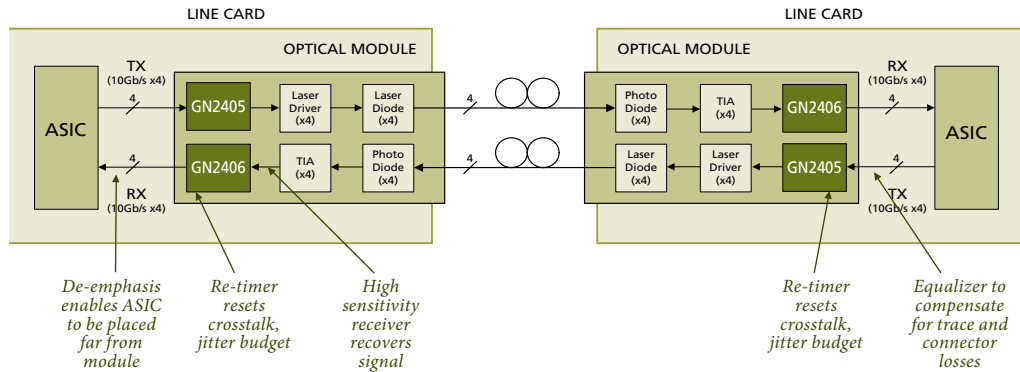 LINE CARD
LINE CARD
OPTICAL MODULE
OPTICAL MODULE
ASIC
TX
(10Gb/s x4)
4
GN2405
Laser
Driver
(x4)
Laser
Diode
(x4)
4
Photo
Diode
(x4)
TIA
(x4)
GN2406
RX
(10Gb/s x4)
4
ASIC
4
RX
(10Gb/s x4)
GN2406
TIA
(x4)
Photo
Diode
(x4)
4
Laser
Diode
(x4)
Laser
Driver
(x4)
GN2405
4
TX
(10Gb/s x4)
De-emphasis
enables ASIC
to be placed
far from
module
Re-timer
resets
crosstalk,
jitter budget
High
sensitivity
receiver
recovers
signal
Re-timer
resets
crosstalk,
jitter budget
Equalizer to
compensate
for trace and
connector
losses